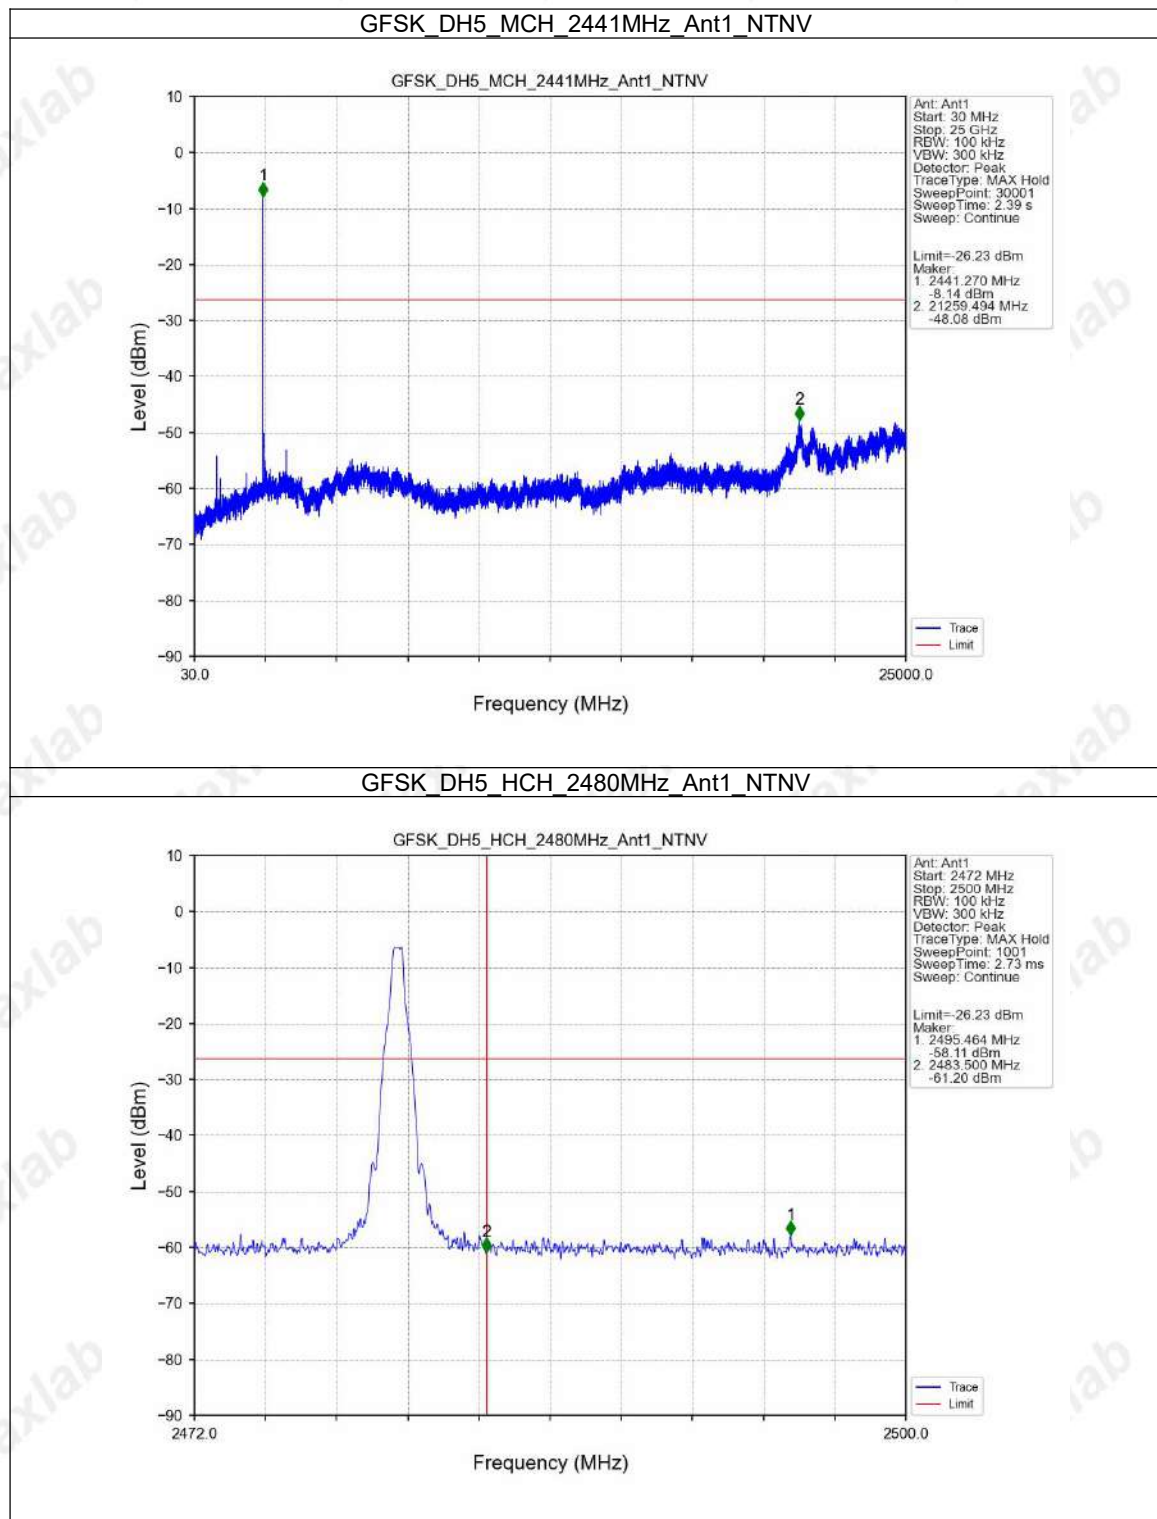 GFSK_DH5_MCH_2441MHz_Ant1_NTNV
GFSK_DH5_MCH_2441MHz_Ant1_NTNV
10
0
−10
−20
−30
−40
−50
−60
−70
−80
−90
Level (dBm)
1
2
30.0
25000.0
Frequency (MHz)
Ant: Ant1
Start: 30 MHz
Stop: 25 GHz
RBW: 100 kHz
VBW: 300 kHz
Detector: Peak
TraceType: MAX Hold
SweepPoint: 30001
SweepTime: 2.39 s
Sweep: Continue
Limit=-26.23 dBm
Maker:
1. 2441.270 MHz
-8.14 dBm
2. 21259.494 MHz
-48.08 dBm
Trace
Limit
GFSK_DH5_HCH_2480MHz_Ant1_NTNV
GFSK_DH5_HCH_2480MHz_Ant1_NTNV
10
0
−10
−20
−30
−40
−50
−60
−70
−80
−90
Level (dBm)
2
1
2472.0
2500.0
Frequency (MHz)
Ant: Ant1
Start: 2472 MHz
Stop: 2500 MHz
RBW: 100 kHz
VBW: 300 kHz
Detector: Peak
TraceType: MAX Hold
SweepPoint: 1001
SweepTime: 2.73 ms
Sweep: Continue
Limit=-26.23 dBm
Maker:
1. 2495.464 MHz
-58.11 dBm
2. 2483.500 MHz
-61.20 dBm
Trace
Limit